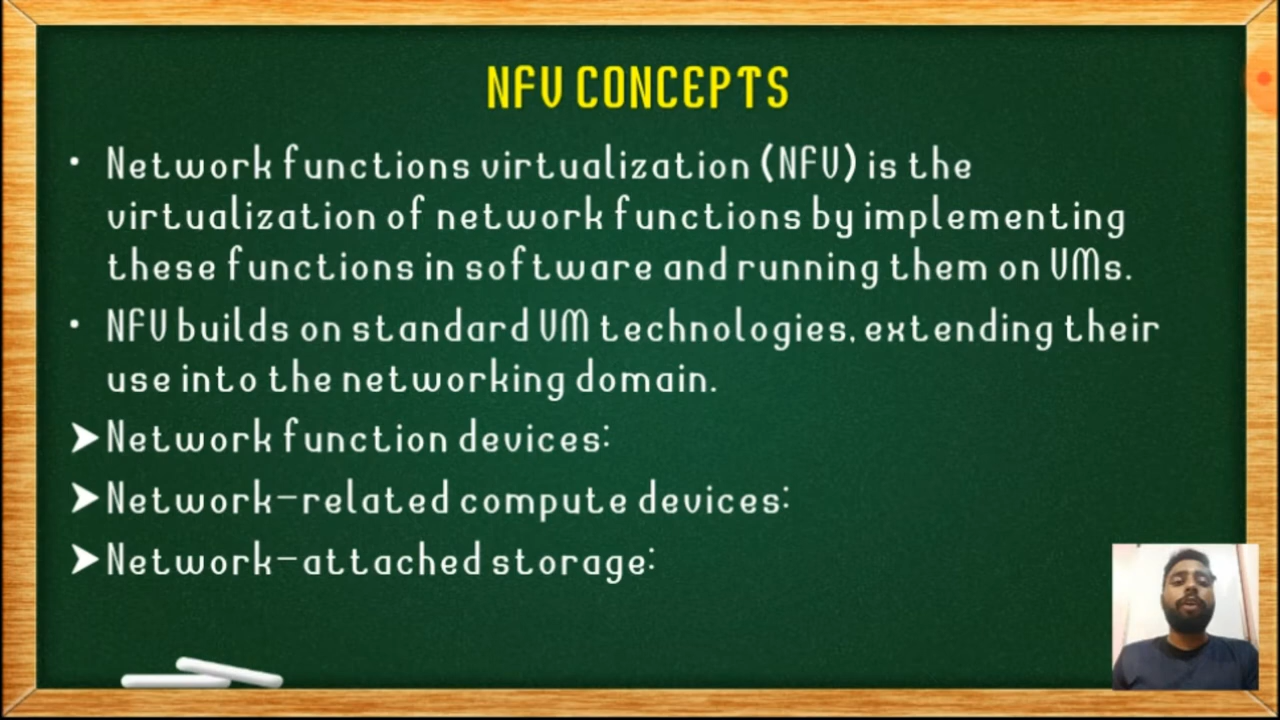 NFV CONCEPTS
• Network functions virtualization (NFV) is the
virtualization of network functions by implementing
these functions in software and running them on VMs.
• NFV builds on standard VM technologies, extending their
use into the networking domain.
➤Network function devices:
➤Network-related compute devices:
➤Network-attached storage: